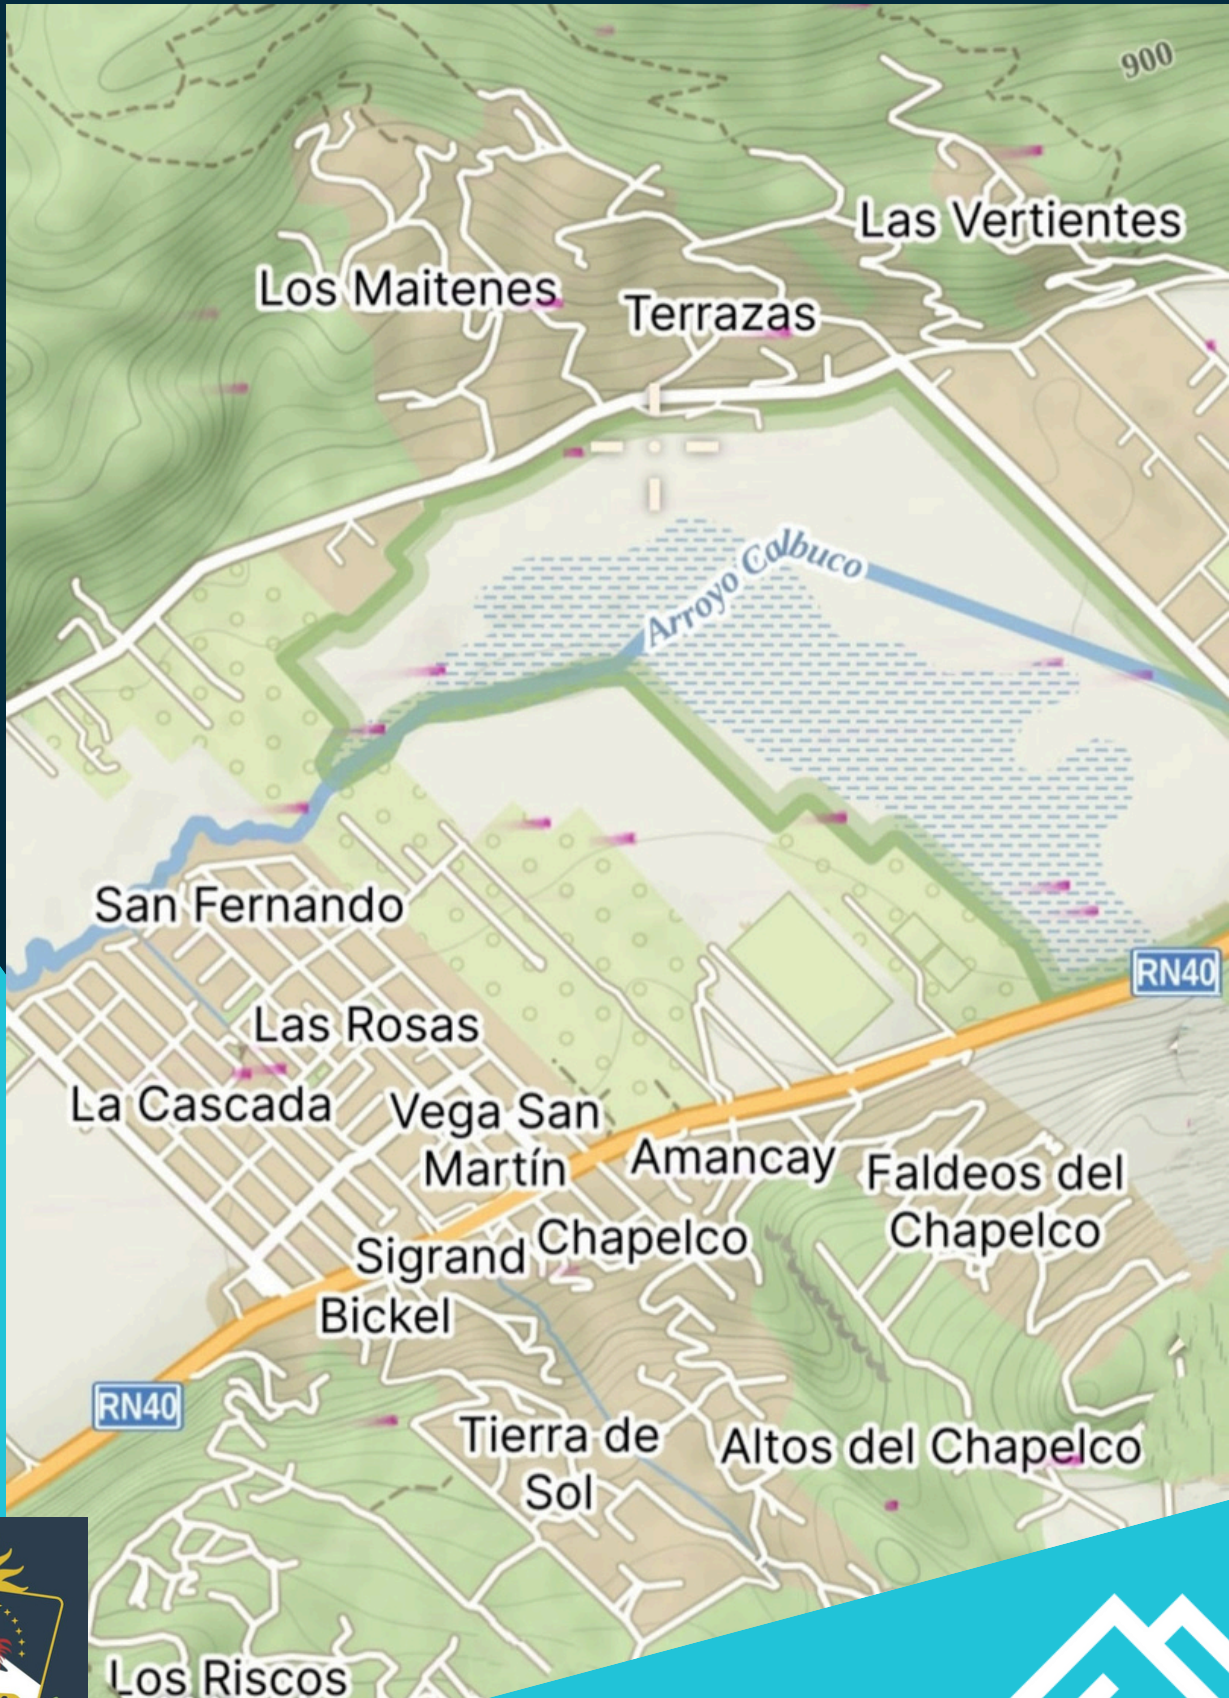 900
Las Vertientes
Los Maitenes
Terrazas
Arroyo Calbuco
San Fernando
RN40
Las Rosas
La Cascada
Vega San
Martín
Amancay
Faldeos del
Chapelco
Chapelco
Sigrand
Bickel
RN40
Tierra de
Sol
Altos del Chapelco
Los Riscos